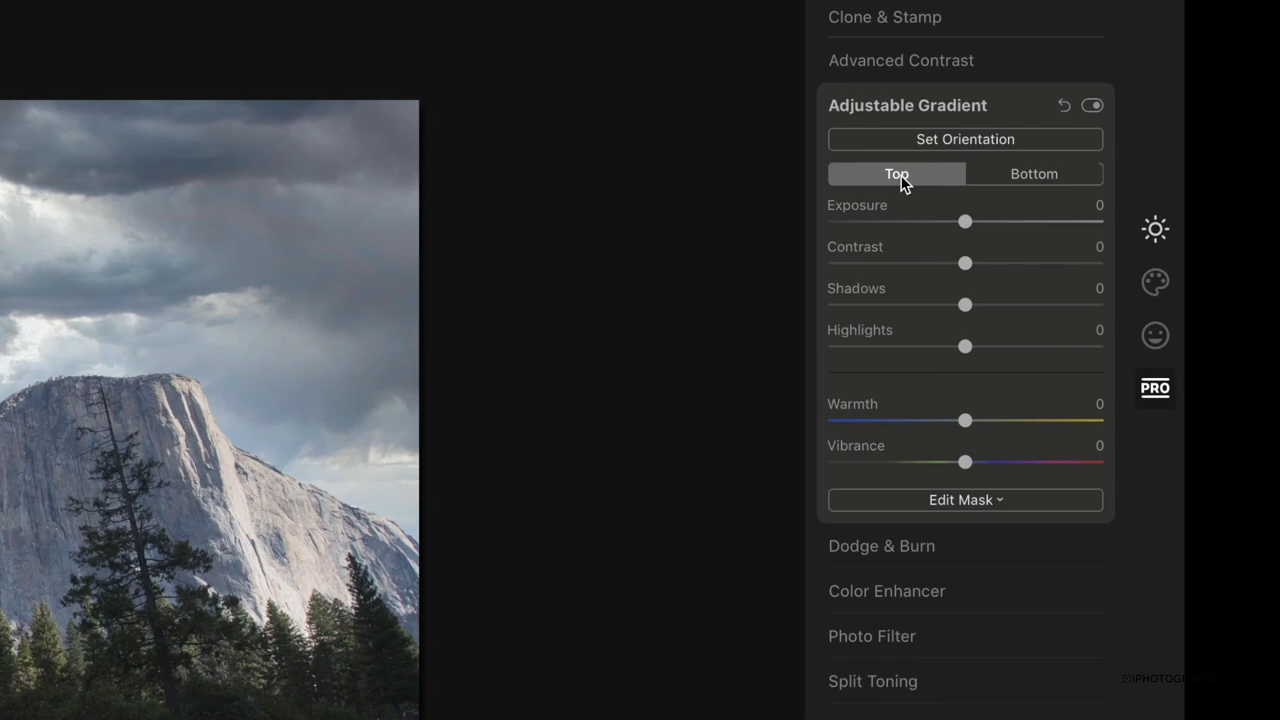 Clone & Stamp
Advanced Contrast
Adjustable Gradient
Set Orientation
Top Bottom
Exposure 0
Contrast 0
Shadows 0
Highlights 0
Warmth 0
Vibrance 0
Edit Mask
PRO
Dodge & Burn
Color Enhancer
Photo Filter
Split Toning